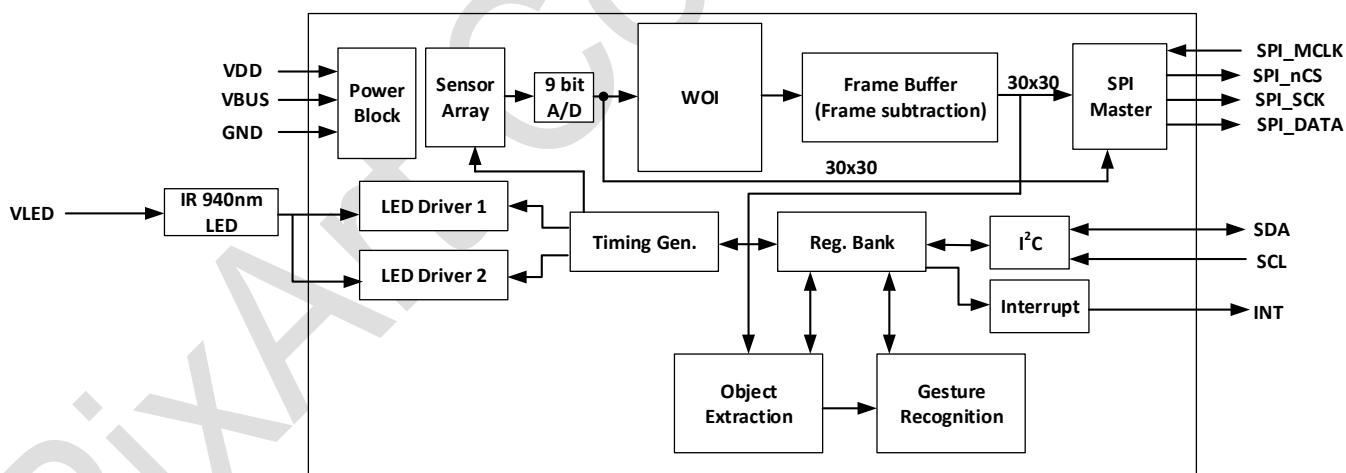 VDD
VBUS
GND
VLED
IR 940nm
LED
Power
Block
Sensor
Array
9 bit
A/D
WOI
Frame Buffer
(Frame subtraction)
30x30
30x30
SPI
Master
SPI_MCLK
SPI_nCS
SPI_SCK
SPI_DATA
LED Driver 1
LED Driver 2
Timing Gen.
Reg. Bank
I²C
Interrupt
SDA
SCL
INT
Object
Extraction
Gesture
Recognition
PixArt Co